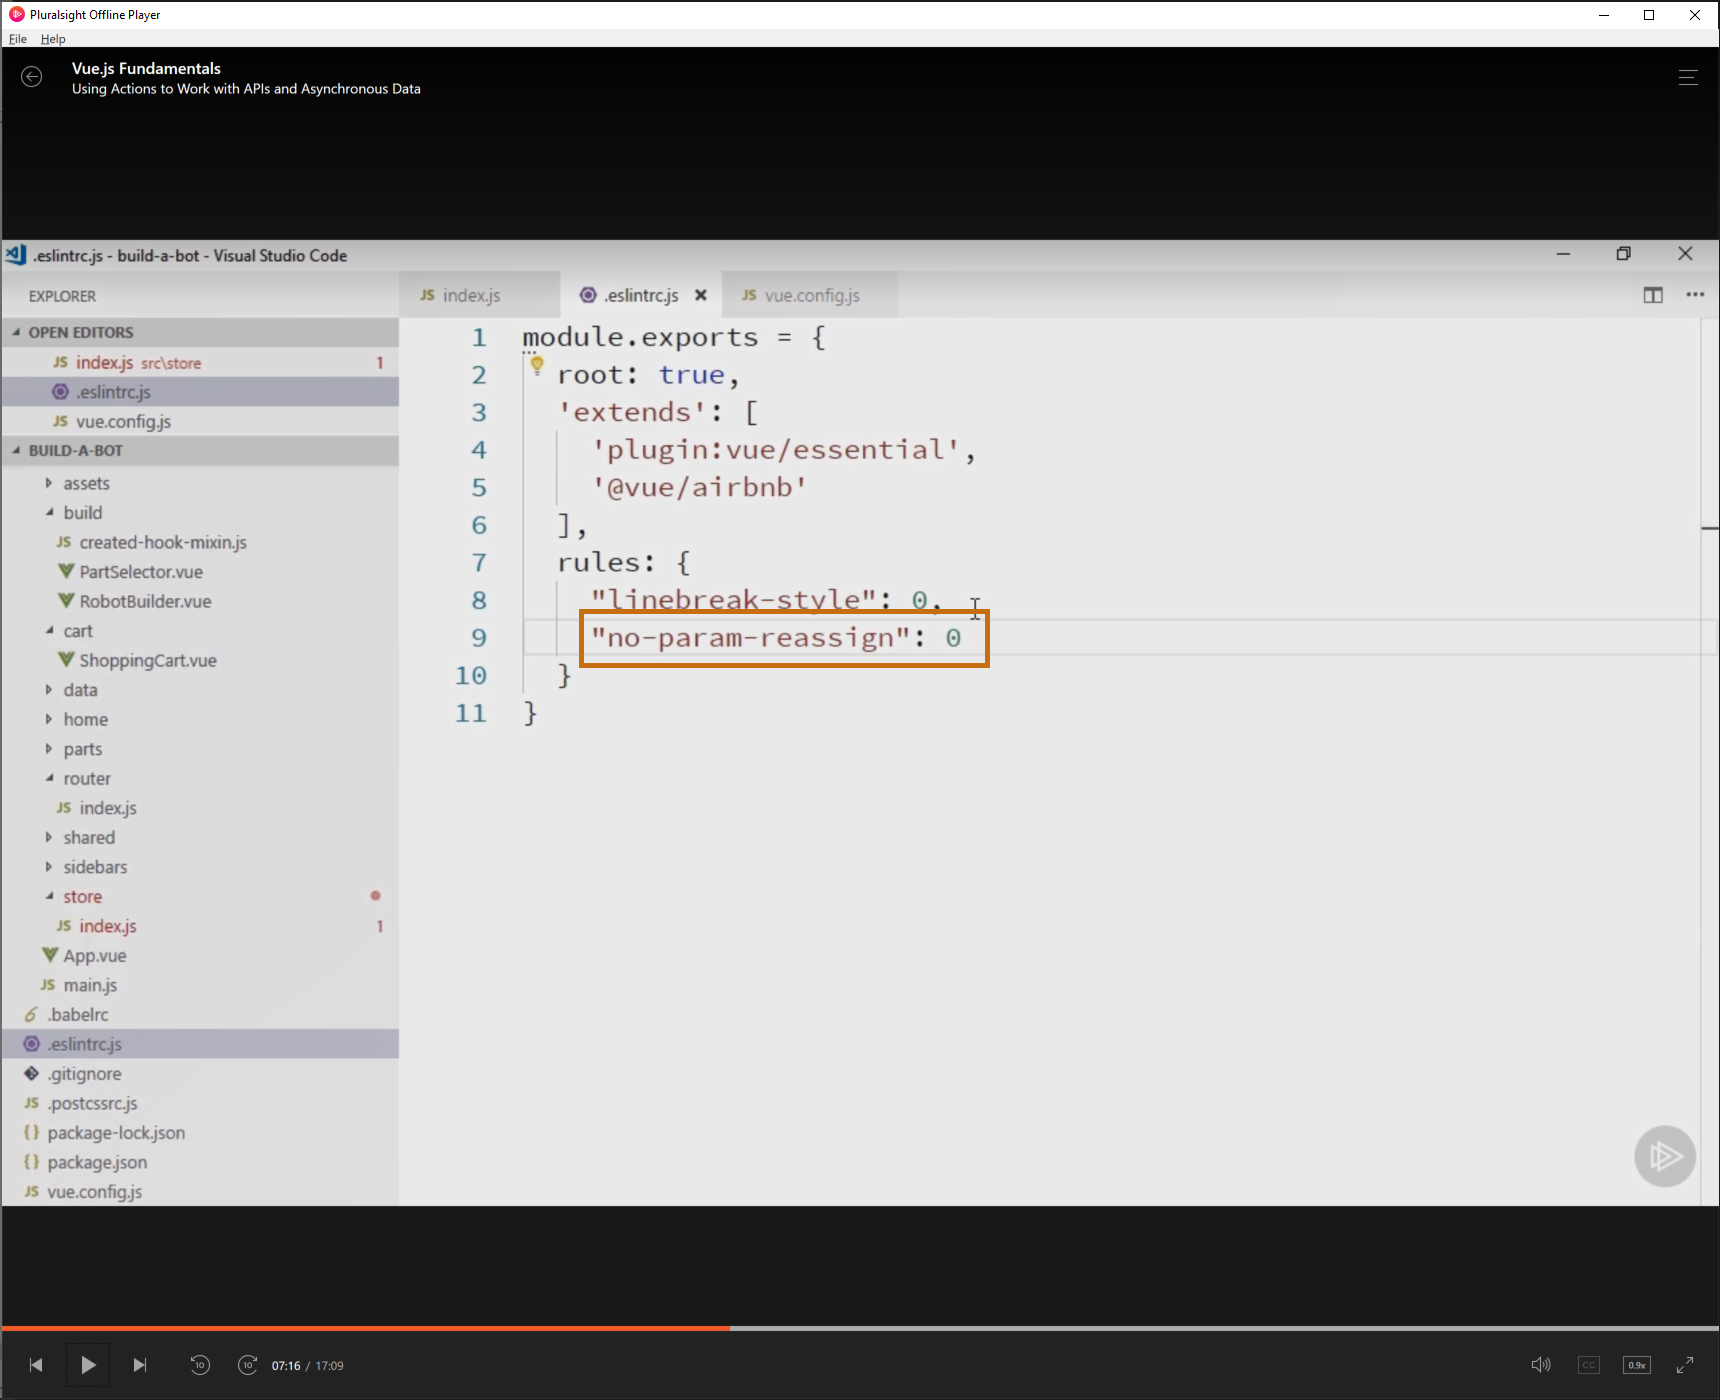 Pluralsight Offline Player
File Help
Vue.js Fundamentals
Using Actions to Work with APIs and Asynchronous Data
.eslintrc.js - build-a-bot - Visual Studio Code
EXPLORER
JS index.js
.eslintrc.js
JS vue.config.js
OPEN EDITORS
JS index.js src\store 1
.eslintrc.js
JS vue.config.js
BUILD-A-BOT
assets
build
JS created-hook-mixin.js
PartSelector.vue
RobotBuilder.vue
cart
ShoppingCart.vue
data
home
parts
router
JS index.js
shared
sidebars
store
JS index.js 1
App.vue
JS main.js
.babelrc
.eslintrc.js
.gitignore
JS .postcssrc.js
{} package-lock.json
{} package.json
JS vue.config.js
1 module.exports = {
2 root: true,
3 'extends': [
4 'plugin:vue/essential',
5 '@vue/airbnb'
6 ],
7 rules: {
8 "linebreak-style": 0,
9 "no-param-reassign": 0
10 }
11 }
10
10
07:16 / 17:09
CC
0.9x